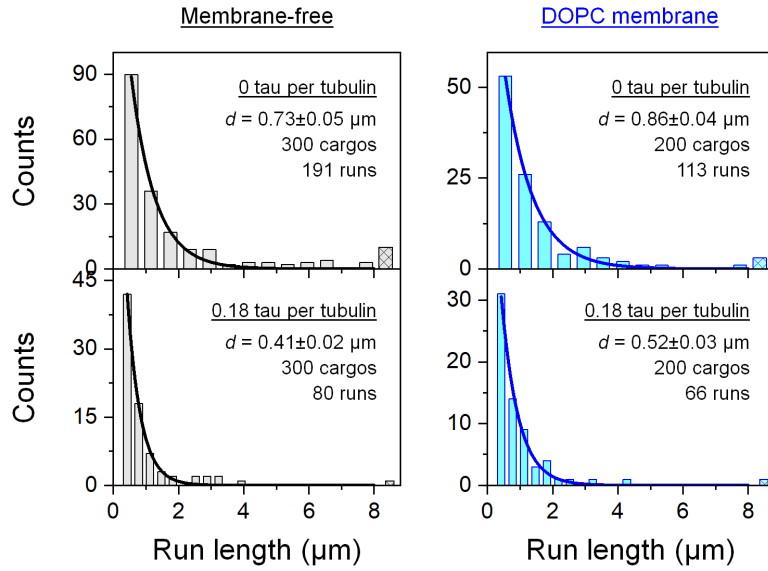 Membrane-free
DOPC membrane
90
60
30
0
Counts
0 tau per tubulin
d = 0.73±0.05 µm
300 cargos
191 runs
50
25
0
0 tau per tubulin
d = 0.86±0.04 µm
200 cargos
113 runs
45
30
15
0
Counts
0.18 tau per tubulin
d = 0.41±0.02 µm
300 cargos
80 runs
0 2 4 6 8
Run length (µm)
30
20
10
0
0.18 tau per tubulin
d = 0.52±0.03 µm
200 cargos
66 runs
0 2 4 6 8
Run length (µm)